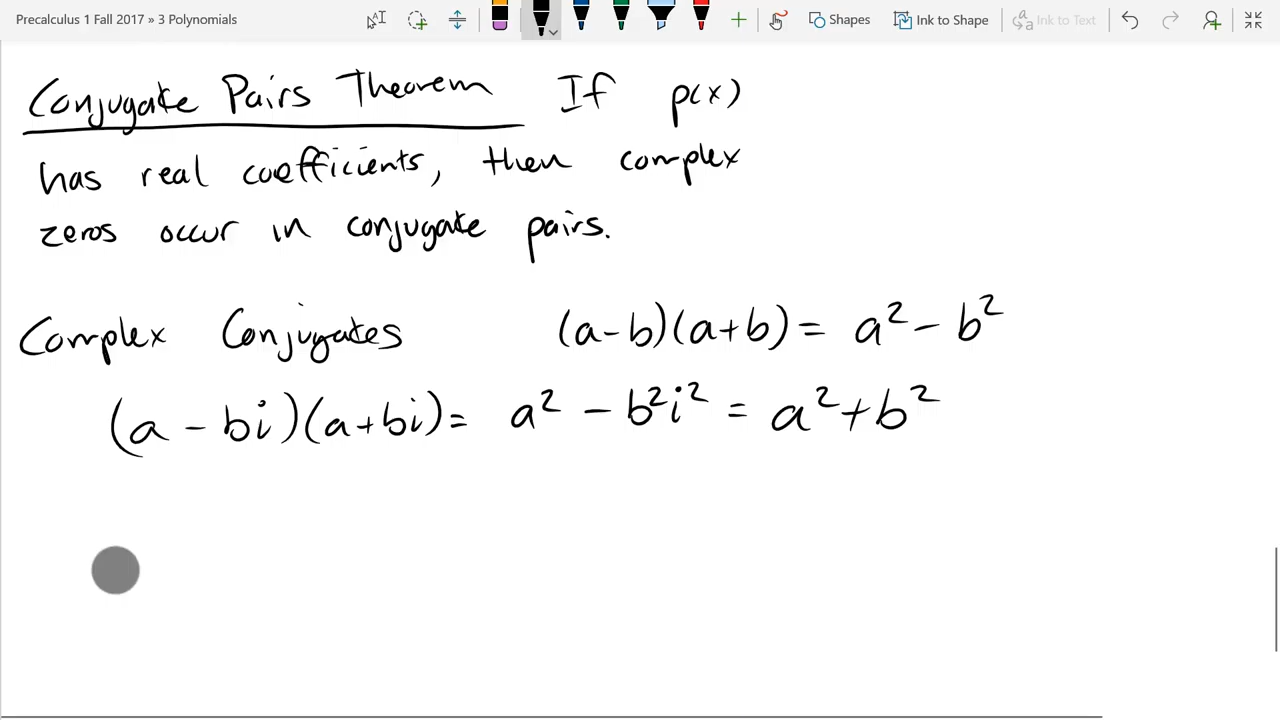 Precalculus 1 Fall 2017 » 3 Polynomials
Shapes
Ink to Shape
Ink to Text
Conjugate Pairs Theorem If p(x)
has real coefficients, then complex
zeros occur in conjugate pairs.
Complex Conjugates (a-b)(a+b) = a² - b²
(a - bi)(a+bi) = a² - b²i² = a² + b²